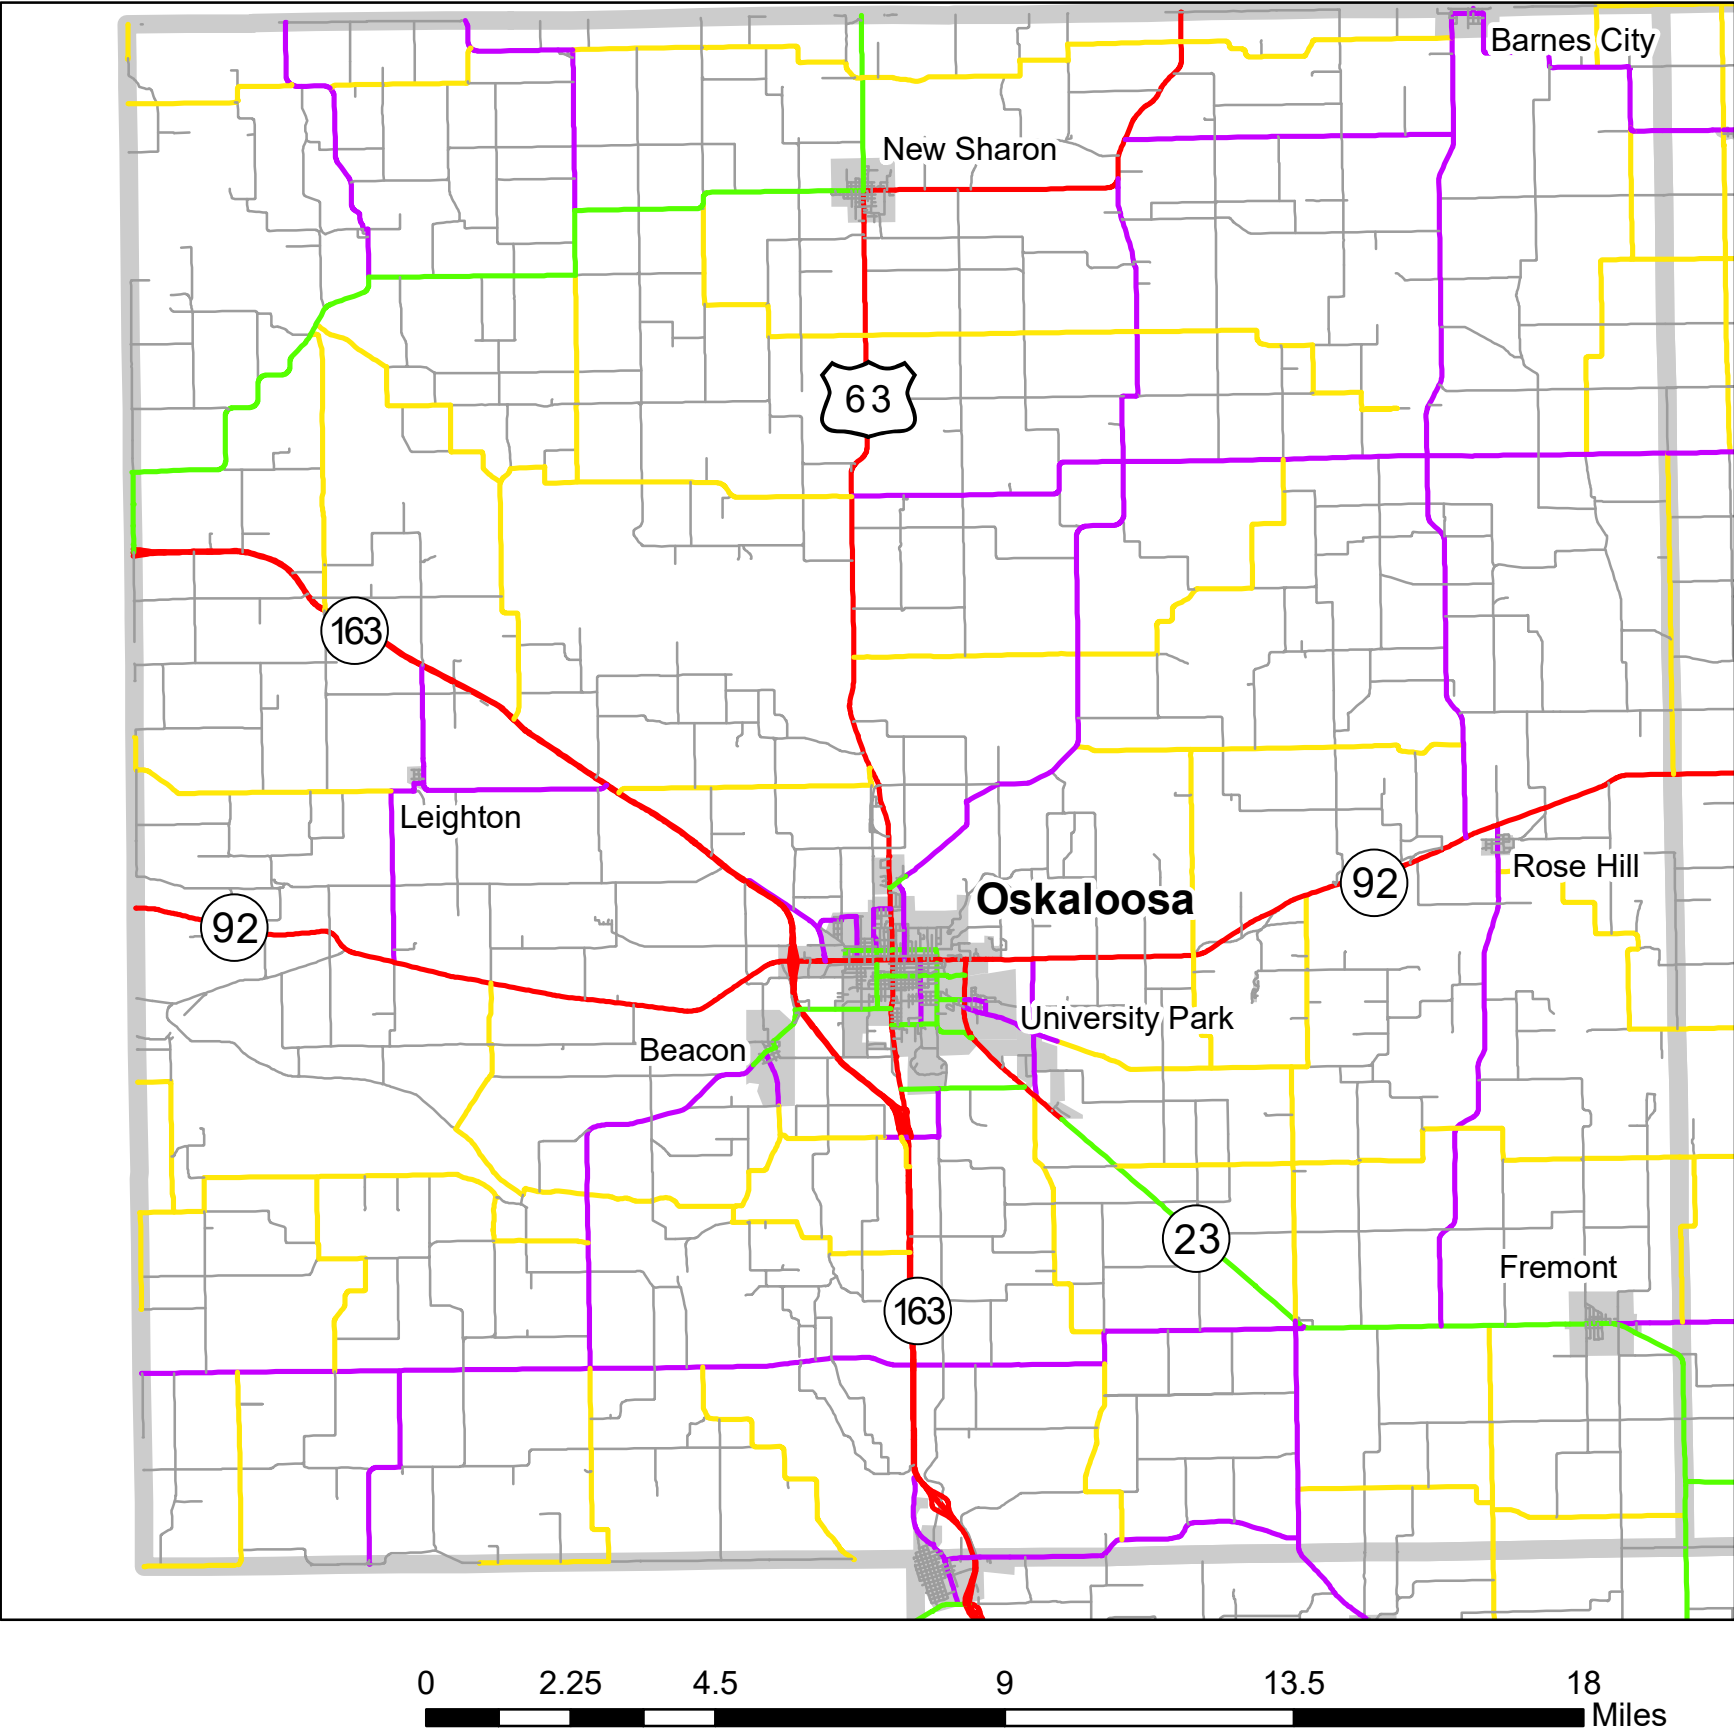 Barnes City
New Sharon
63
163
Leighton
Rose Hill
92
Oskaloosa
92
University Park
Beacon
23
Fremont
163
0 2.25 4.5 9 13.5 18
Miles